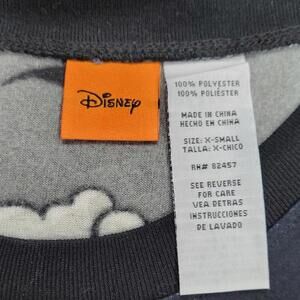 Disney
100% POLYESTER
100% POLIÉSTER
MADE IN CHINA
HECHO EN CHINA
SIZE: X-SMALL
TALLA: X-CHICO
RN# 82457
SEE REVERSE
FOR CARE
VEA DETRAS
INSTRUCCIONES
DE LAVADO